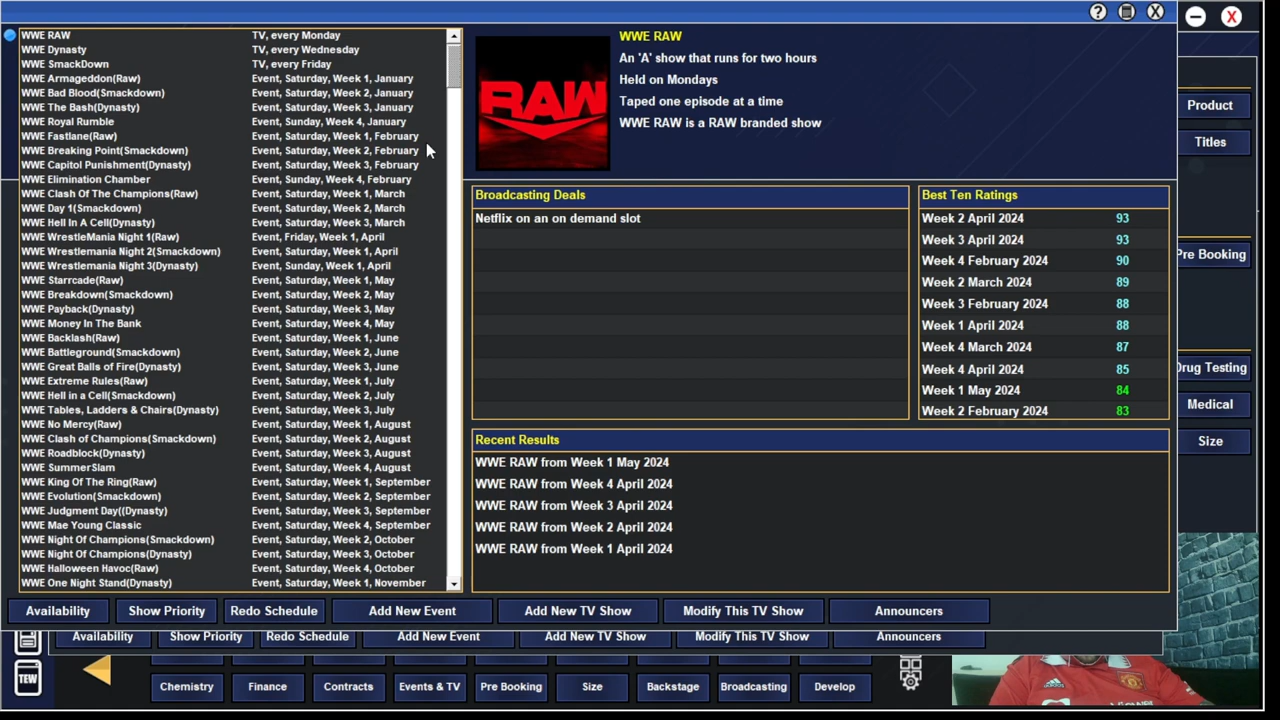 ? X X
WWE RAW TV, every Monday
WWE Dynasty TV, every Wednesday
WWE SmackDown TV, every Friday
WWE Armageddon(Raw) Event, Saturday, Week 1, January
WWE Bad Blood(Smackdown) Event, Saturday, Week 2, January
WWE The Bash(Dynasty) Event, Saturday, Week 3, January
WWE Royal Rumble Event, Sunday, Week 4, January
WWE Fastlane(Raw) Event, Saturday, Week 1, February
WWE Breaking Point(Smackdown) Event, Saturday, Week 2, February
WWE Capitol Punishment(Dynasty) Event, Saturday, Week 3, February
WWE Elimination Chamber Event, Sunday, Week 4, February
WWE Clash Of The Champions(Raw) Event, Saturday, Week 1, March
WWE Day 1(Smackdown) Event, Saturday, Week 2, March
WWE Hell In A Cell(Dynasty) Event, Saturday, Week 3, March
WWE WrestleMania Night 1(Raw) Event, Friday, Week 1, April
WWE Wrestlemania Night 2(Smackdown) Event, Saturday, Week 1, April
WWE Wrestlemania Night 3(Dynasty) Event, Sunday, Week 1, April
WWE Starrcade(Raw) Event, Saturday, Week 1, May
WWE Breakdown(Smackdown) Event, Saturday, Week 2, May
WWE Payback(Dynasty) Event, Saturday, Week 3, May
WWE Money In The Bank Event, Saturday, Week 4, May
WWE Backlash(Raw) Event, Saturday, Week 1, June
WWE Battleground(Smackdown) Event, Saturday, Week 2, June
WWE Great Balls of Fire(Dynasty) Event, Saturday, Week 3, June
WWE Extreme Rules(Raw) Event, Saturday, Week 1, July
WWE Hell in a Cell(Smackdown) Event, Saturday, Week 2, July
WWE Tables, Ladders & Chairs(Dynasty) Event, Saturday, Week 3, July
WWE No Mercy(Raw) Event, Saturday, Week 1, August
WWE Clash of Champions(Smackdown) Event, Saturday, Week 2, August
WWE Roadblock(Dynasty) Event, Saturday, Week 3, August
WWE SummerSlam Event, Saturday, Week 4, August
WWE King Of The Ring(Raw) Event, Saturday, Week 1, September
WWE Evolution(Smackdown) Event, Saturday, Week 2, September
WWE Judgment Day((Dynasty) Event, Saturday, Week 3, September
WWE Mae Young Classic Event, Saturday, Week 4, September
WWE Night Of Champions(Smackdown) Event, Saturday, Week 2, October
WWE Night Of Champions(Dynasty) Event, Saturday, Week 3, October
WWE Halloween Havoc(Raw) Event, Saturday, Week 4, October
WWE One Night Stand(Dynasty) Event, Saturday, Week 1, November
RAW
WWE RAW
An 'A' show that runs for two hours
Held on Mondays
Taped one episode at a time
WWE RAW is a RAW branded show
Broadcasting Deals
Netflix on an on demand slot
Best Ten Ratings
Week 2 April 2024 93
Week 3 April 2024 93
Week 4 February 2024 90
Week 2 March 2024 89
Week 3 February 2024 88
Week 1 April 2024 88
Week 4 March 2024 87
Week 4 April 2024 85
Week 1 May 2024 84
Week 2 February 2024 83
Recent Results
WWE RAW from Week 1 May 2024
WWE RAW from Week 4 April 2024
WWE RAW from Week 3 April 2024
WWE RAW from Week 2 April 2024
WWE RAW from Week 1 April 2024
Product
Titles
Pre Booking
Drug Testing
Medical
Size
Availability Show Priority Redo Schedule Add New Event Add New TV Show Modify This TV Show Announcers
Availability Show Priority Redo Schedule Add New Event Add New TV Show Modify This TV Show Announcers
TEW
Chemistry Finance Contracts Events & TV Pre Booking Size Backstage Broadcasting Develop
adidas